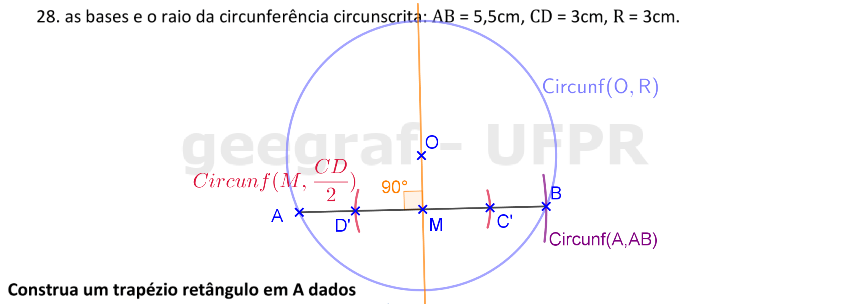 28. as bases e o raio da circunferência circunscrita: AB = 5,5cm, CD = 3cm, R = 3cm.
Circunf(O, R)
geegraf - UFPR
O
Circunf(M, CD/2)
90°
B
A
D'
M
C'
Circunf(A,AB)
Construa um trapézio retângulo em A dados